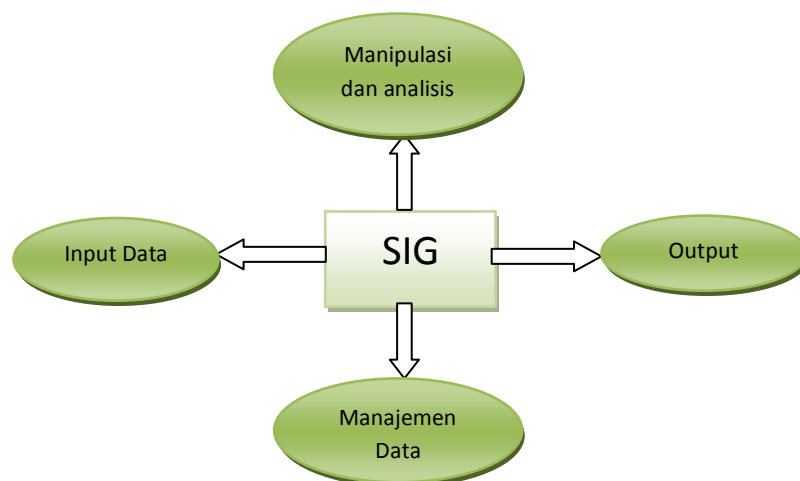 Manipulasi
dan analisis
Input Data
SIG
Output
Manajemen
Data